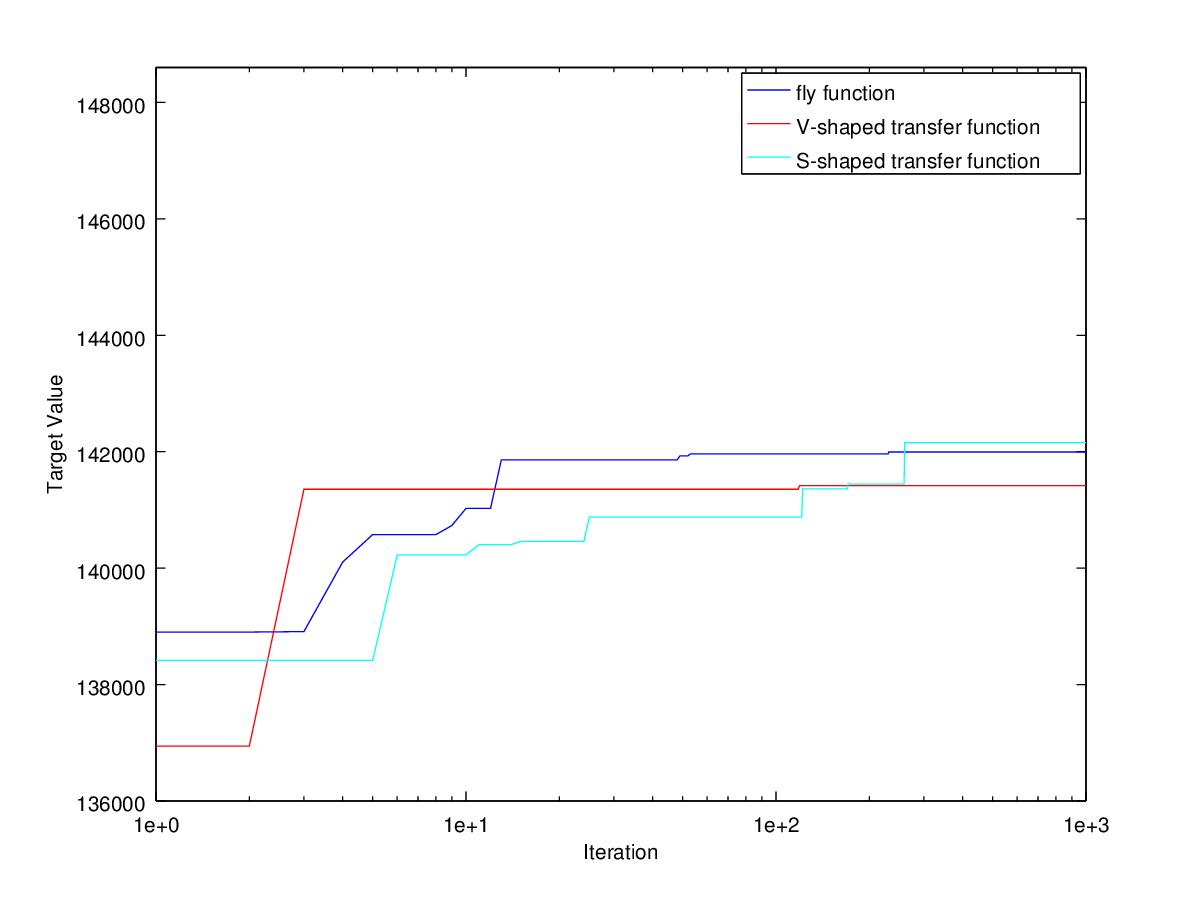 fly function
V-shaped transfer function
S-shaped transfer function
148000
146000
144000
142000
140000
138000
136000
Target Value
1e+0
1e+1
1e+2
1e+3
Iteration